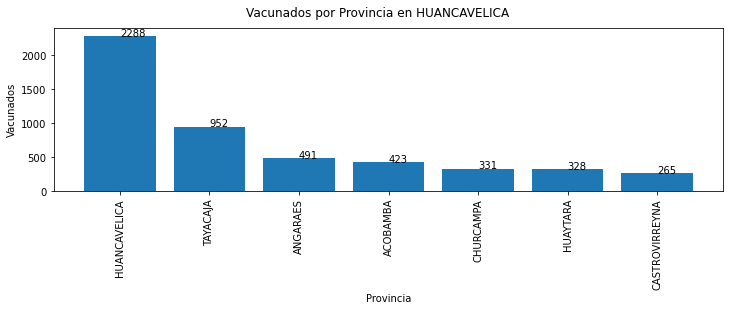 Vacunados por Provincia en HUANCAVELICA
Vacunados
2000
1500
1000
500
0
2288
952
491
423
331
328
265
HUANCAVELICA
TAYACAJA
ANGARAES
ACOBAMBA
CHURCAMPA
HUAYTARA
CASTROVIRREYNA
Provincia